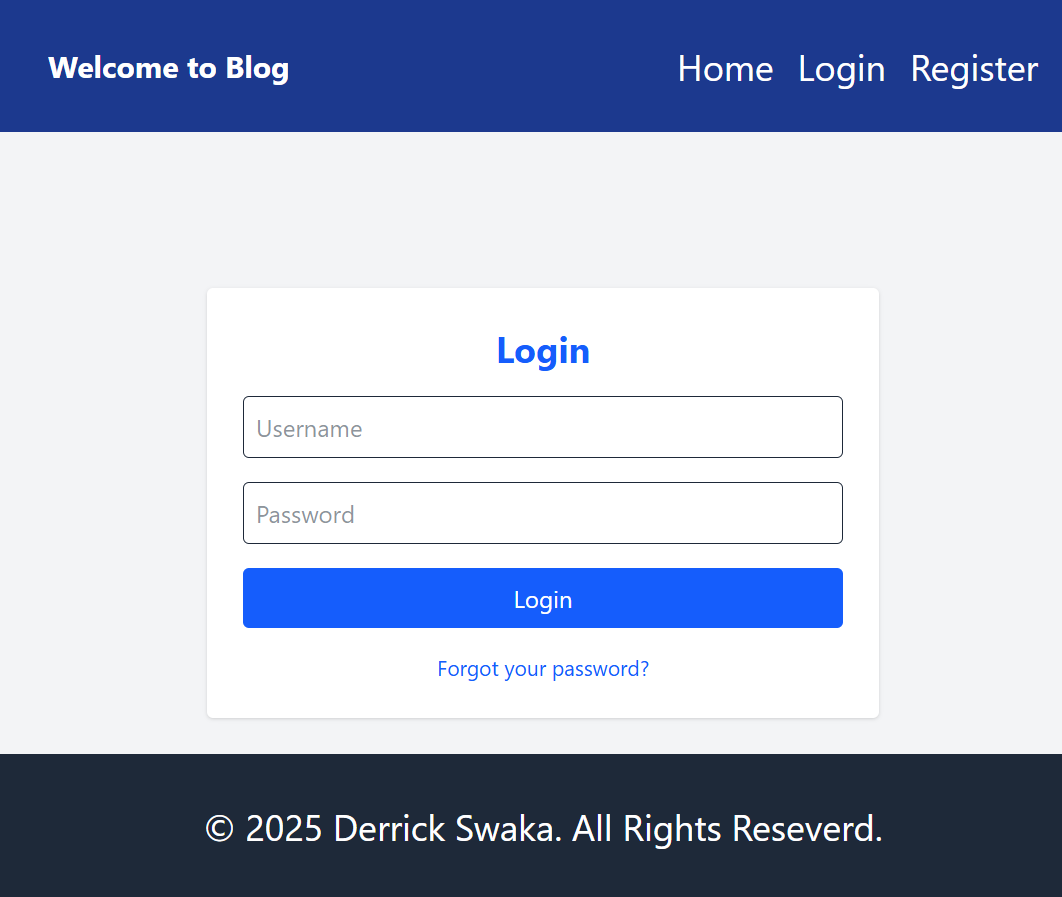 Welcome to Blog
Home Login Register
Login
Username
Password
Login
Forgot your password?
© 2025 Derrick Swaka. All Rights Reseverd.